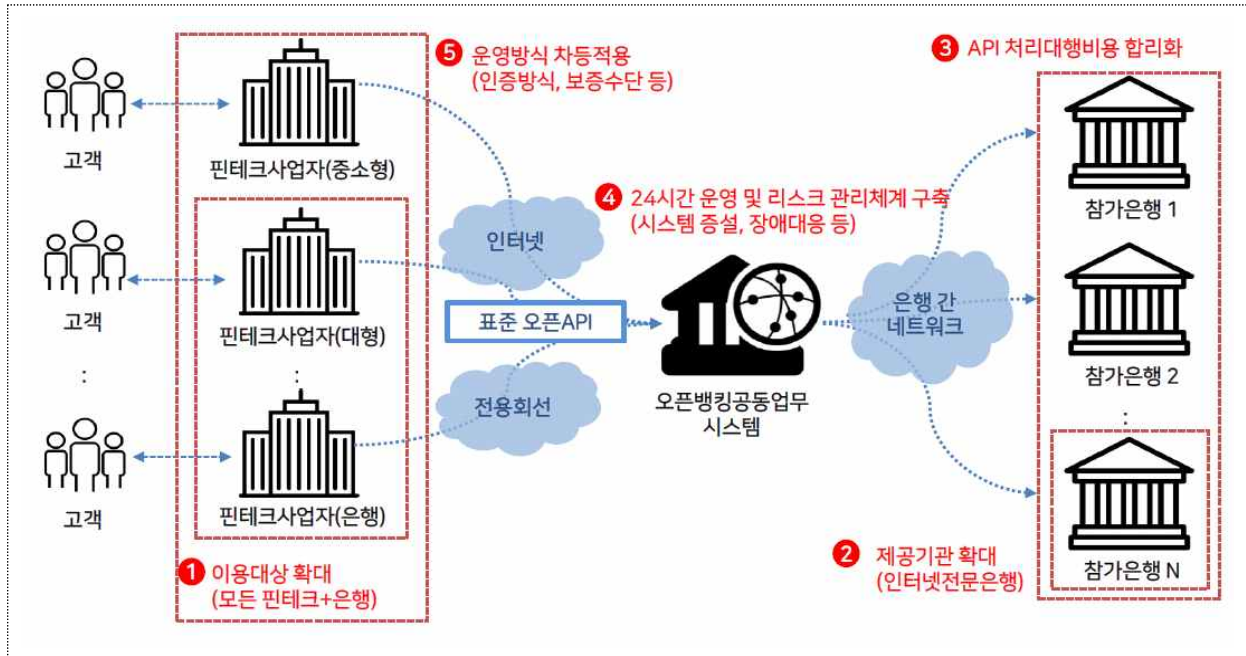 ❺ 운영방식 차등적용
(인증방식, 보증수단 등)
❸ API 처리대행비용 합리화
고객
핀테크사업자(중소형)
참가은행 1
❹ 24시간 운영 및 리스크 관리체계 구축
(시스템 증설, 장애대응 등)
인터넷
고객
핀테크사업자(대형)
표준 오픈API
은행 간
네트워크
참가은행 2
:
:
:
전용회선
오픈뱅킹공동업무
시스템
고객
핀테크사업자(은행)
❶ 이용대상 확대
(모든 핀테크+은행)
❷ 제공기관 확대
(인터넷전문은행)
참가은행 N